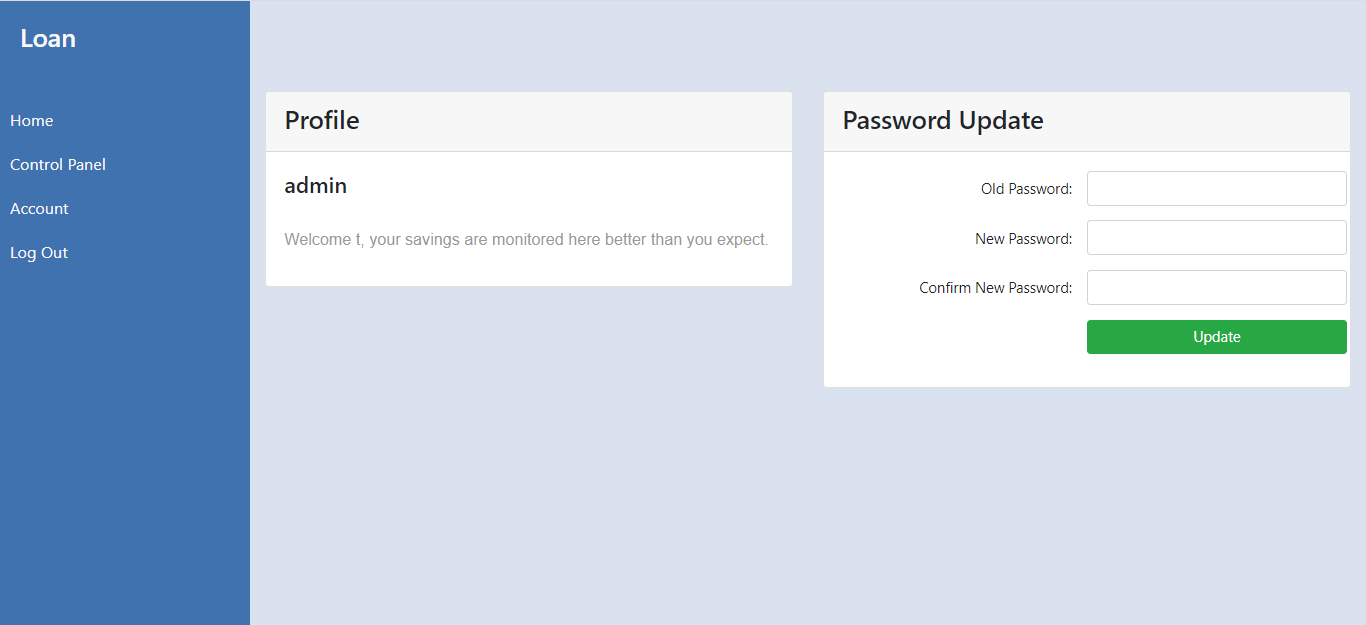 Loan
Home
Control Panel
Account
Log Out
Profile
admin
Welcome t, your savings are monitored here better than you expect.
Password Update
Old Password:
New Password:
Confirm New Password:
Update